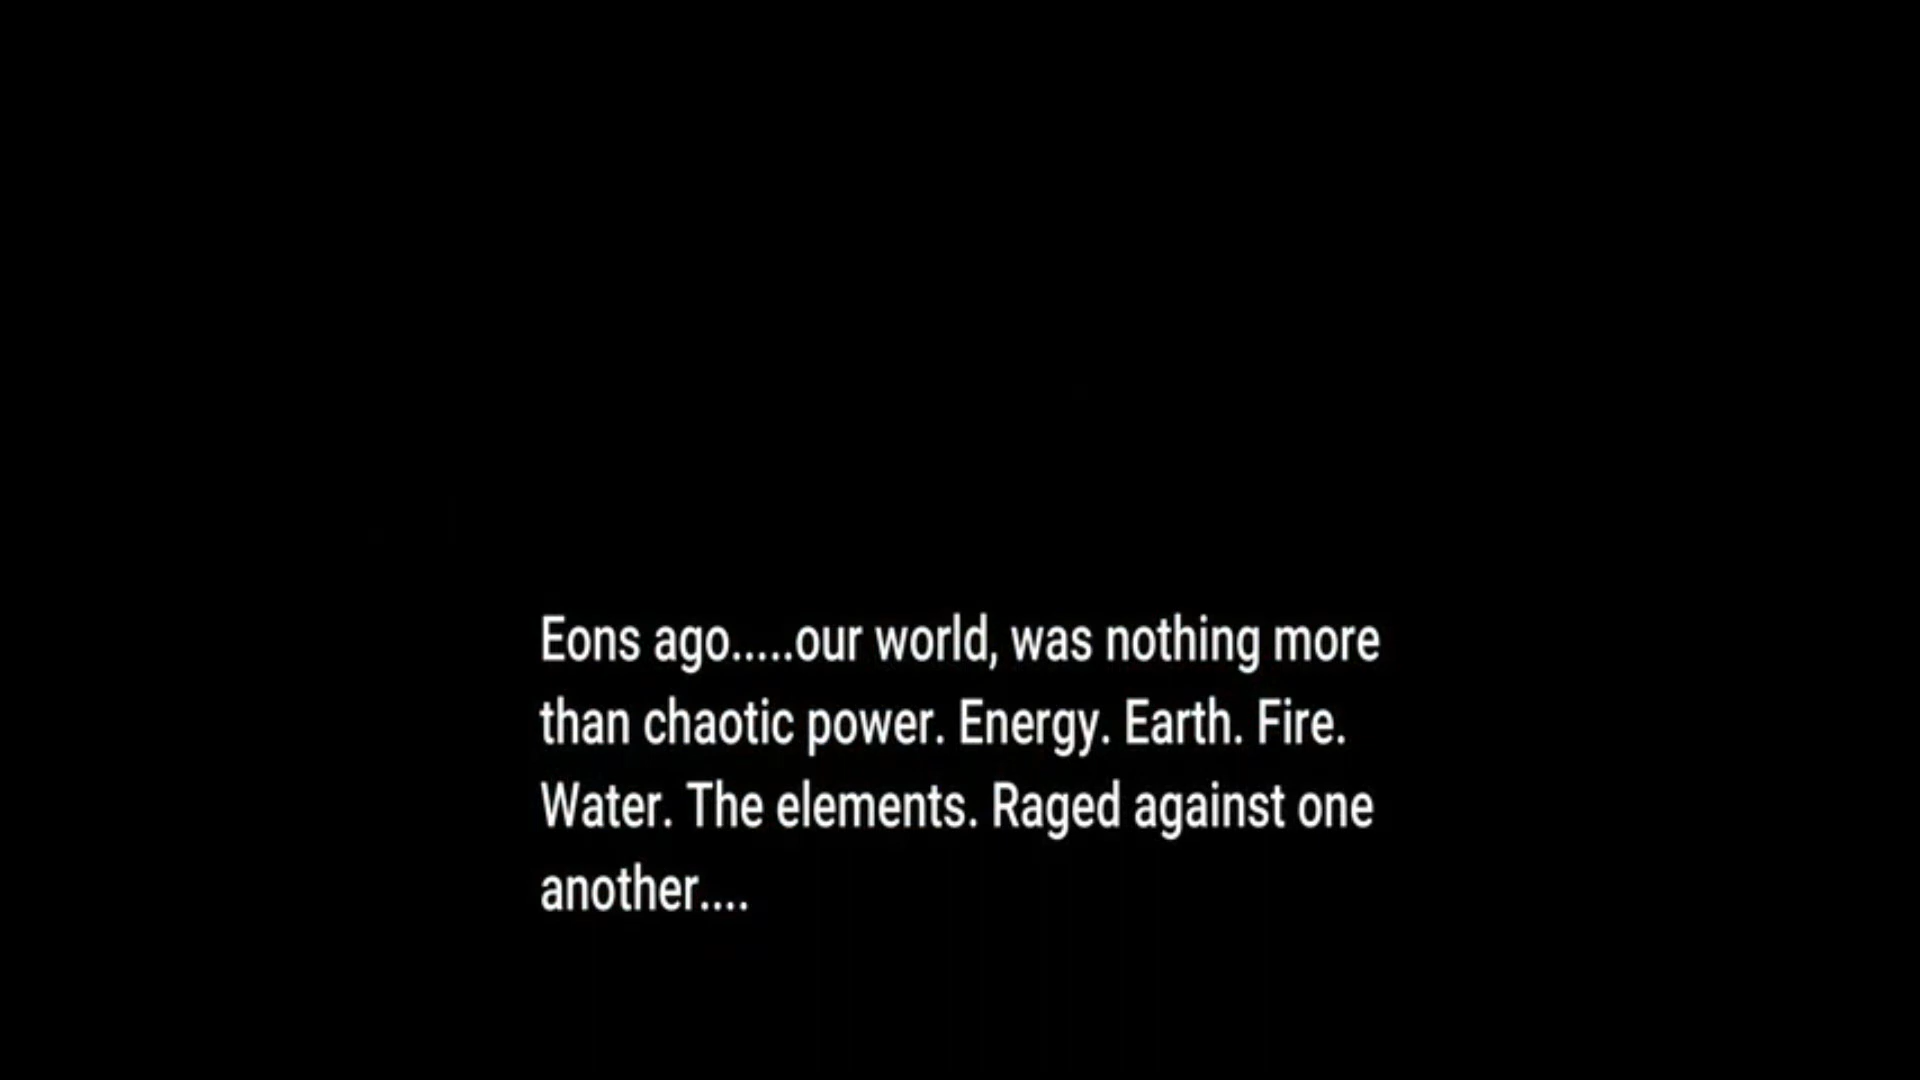 Eons ago.....our world, was nothing more
than chaotic power. Energy. Earth. Fire.
Water. The elements. Raged against one
another....